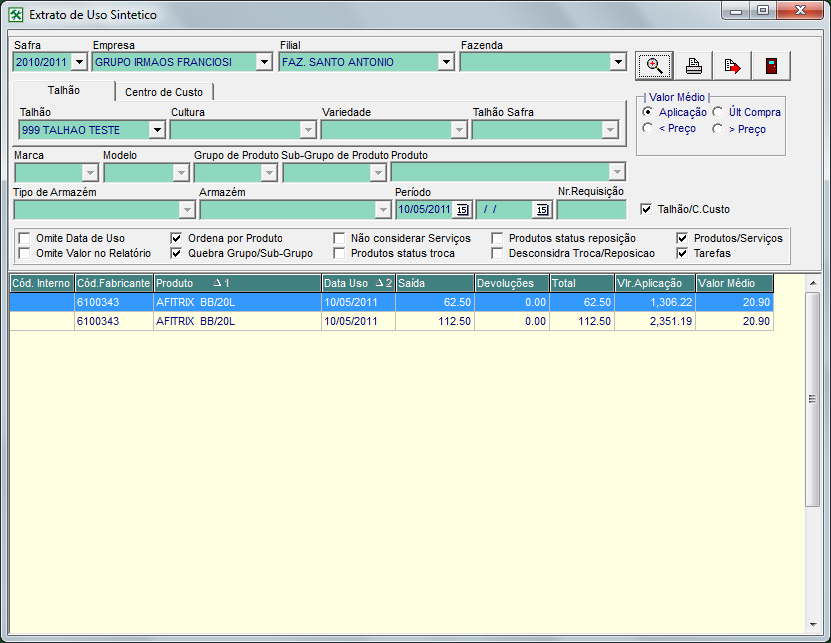 Extrato de Uso Sintetico
Safra Empresa Filial Fazenda
2010/2011 GRUPO IRMAOS FRANCIOSI FAZ. SANTO ANTONIO
Talhão Centro de Custo
Valor Médio
Aplicação Últ Compra
< Preço > Preço
Talhão Cultura Variedade Talhão Safra
999 TALHAO TESTE
Marca Modelo Grupo de Produto Sub-Grupo de Produto Produto
Tipo de Armazém Armazém Período Nr.Requisição
10/05/2011 15 / / 15 Talhão/C.Custo
Omite Data de Uso Ordena por Produto Não considerar Serviços Produtos status reposição Produtos/Serviços
Omite Valor no Relatório Quebra Grupo/Sub-Grupo Produtos status troca Desconsidra Troca/Reposicao Tarefas
Cód. Interno Cód.Fabricante Produto 1 Data Uso 2 Saída Devoluções Total Vlr.Aplicação Valor Médio
6100343 AFITRIX BB/20L 10/05/2011 62.50 0.00 62.50 1,306.22 20.90
6100343 AFITRIX BB/20L 10/05/2011 112.50 0.00 112.50 2,351.19 20.90